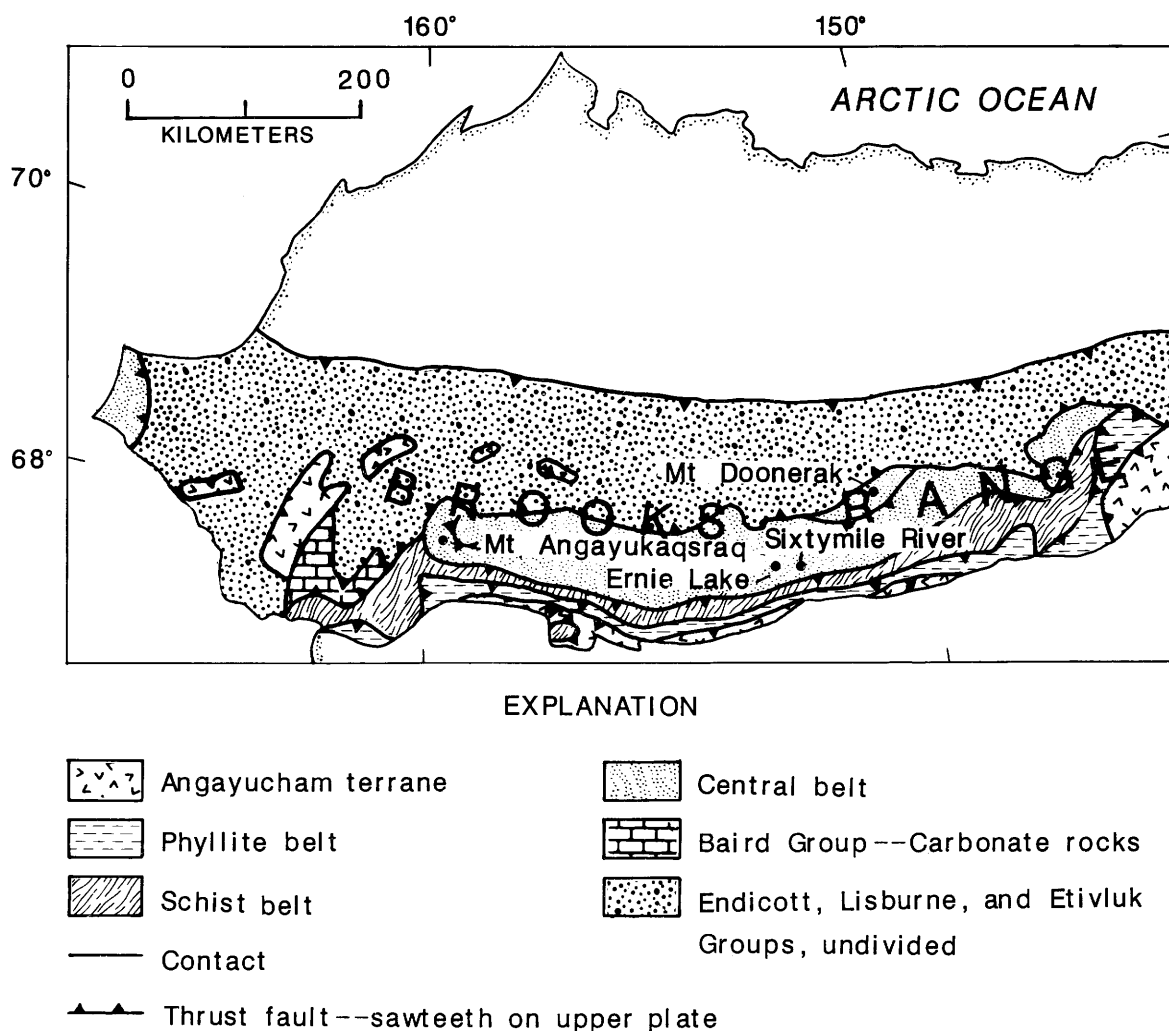 160° 150°
0 200
KILOMETERS
ARCTIC OCEAN
70°
68°
Mt Doonerak
BROOKS RANGE
Mt Angayukaqsraq
Sixtymile River
Ernie Lake
EXPLANATION
Angayucham terrane
Phyllite belt
Schist belt
Contact
Thrust fault--sawteeth on upper plate
Central belt
Baird Group--Carbonate rocks
Endicott, Lisburne, and Etivluk
Groups, undivided